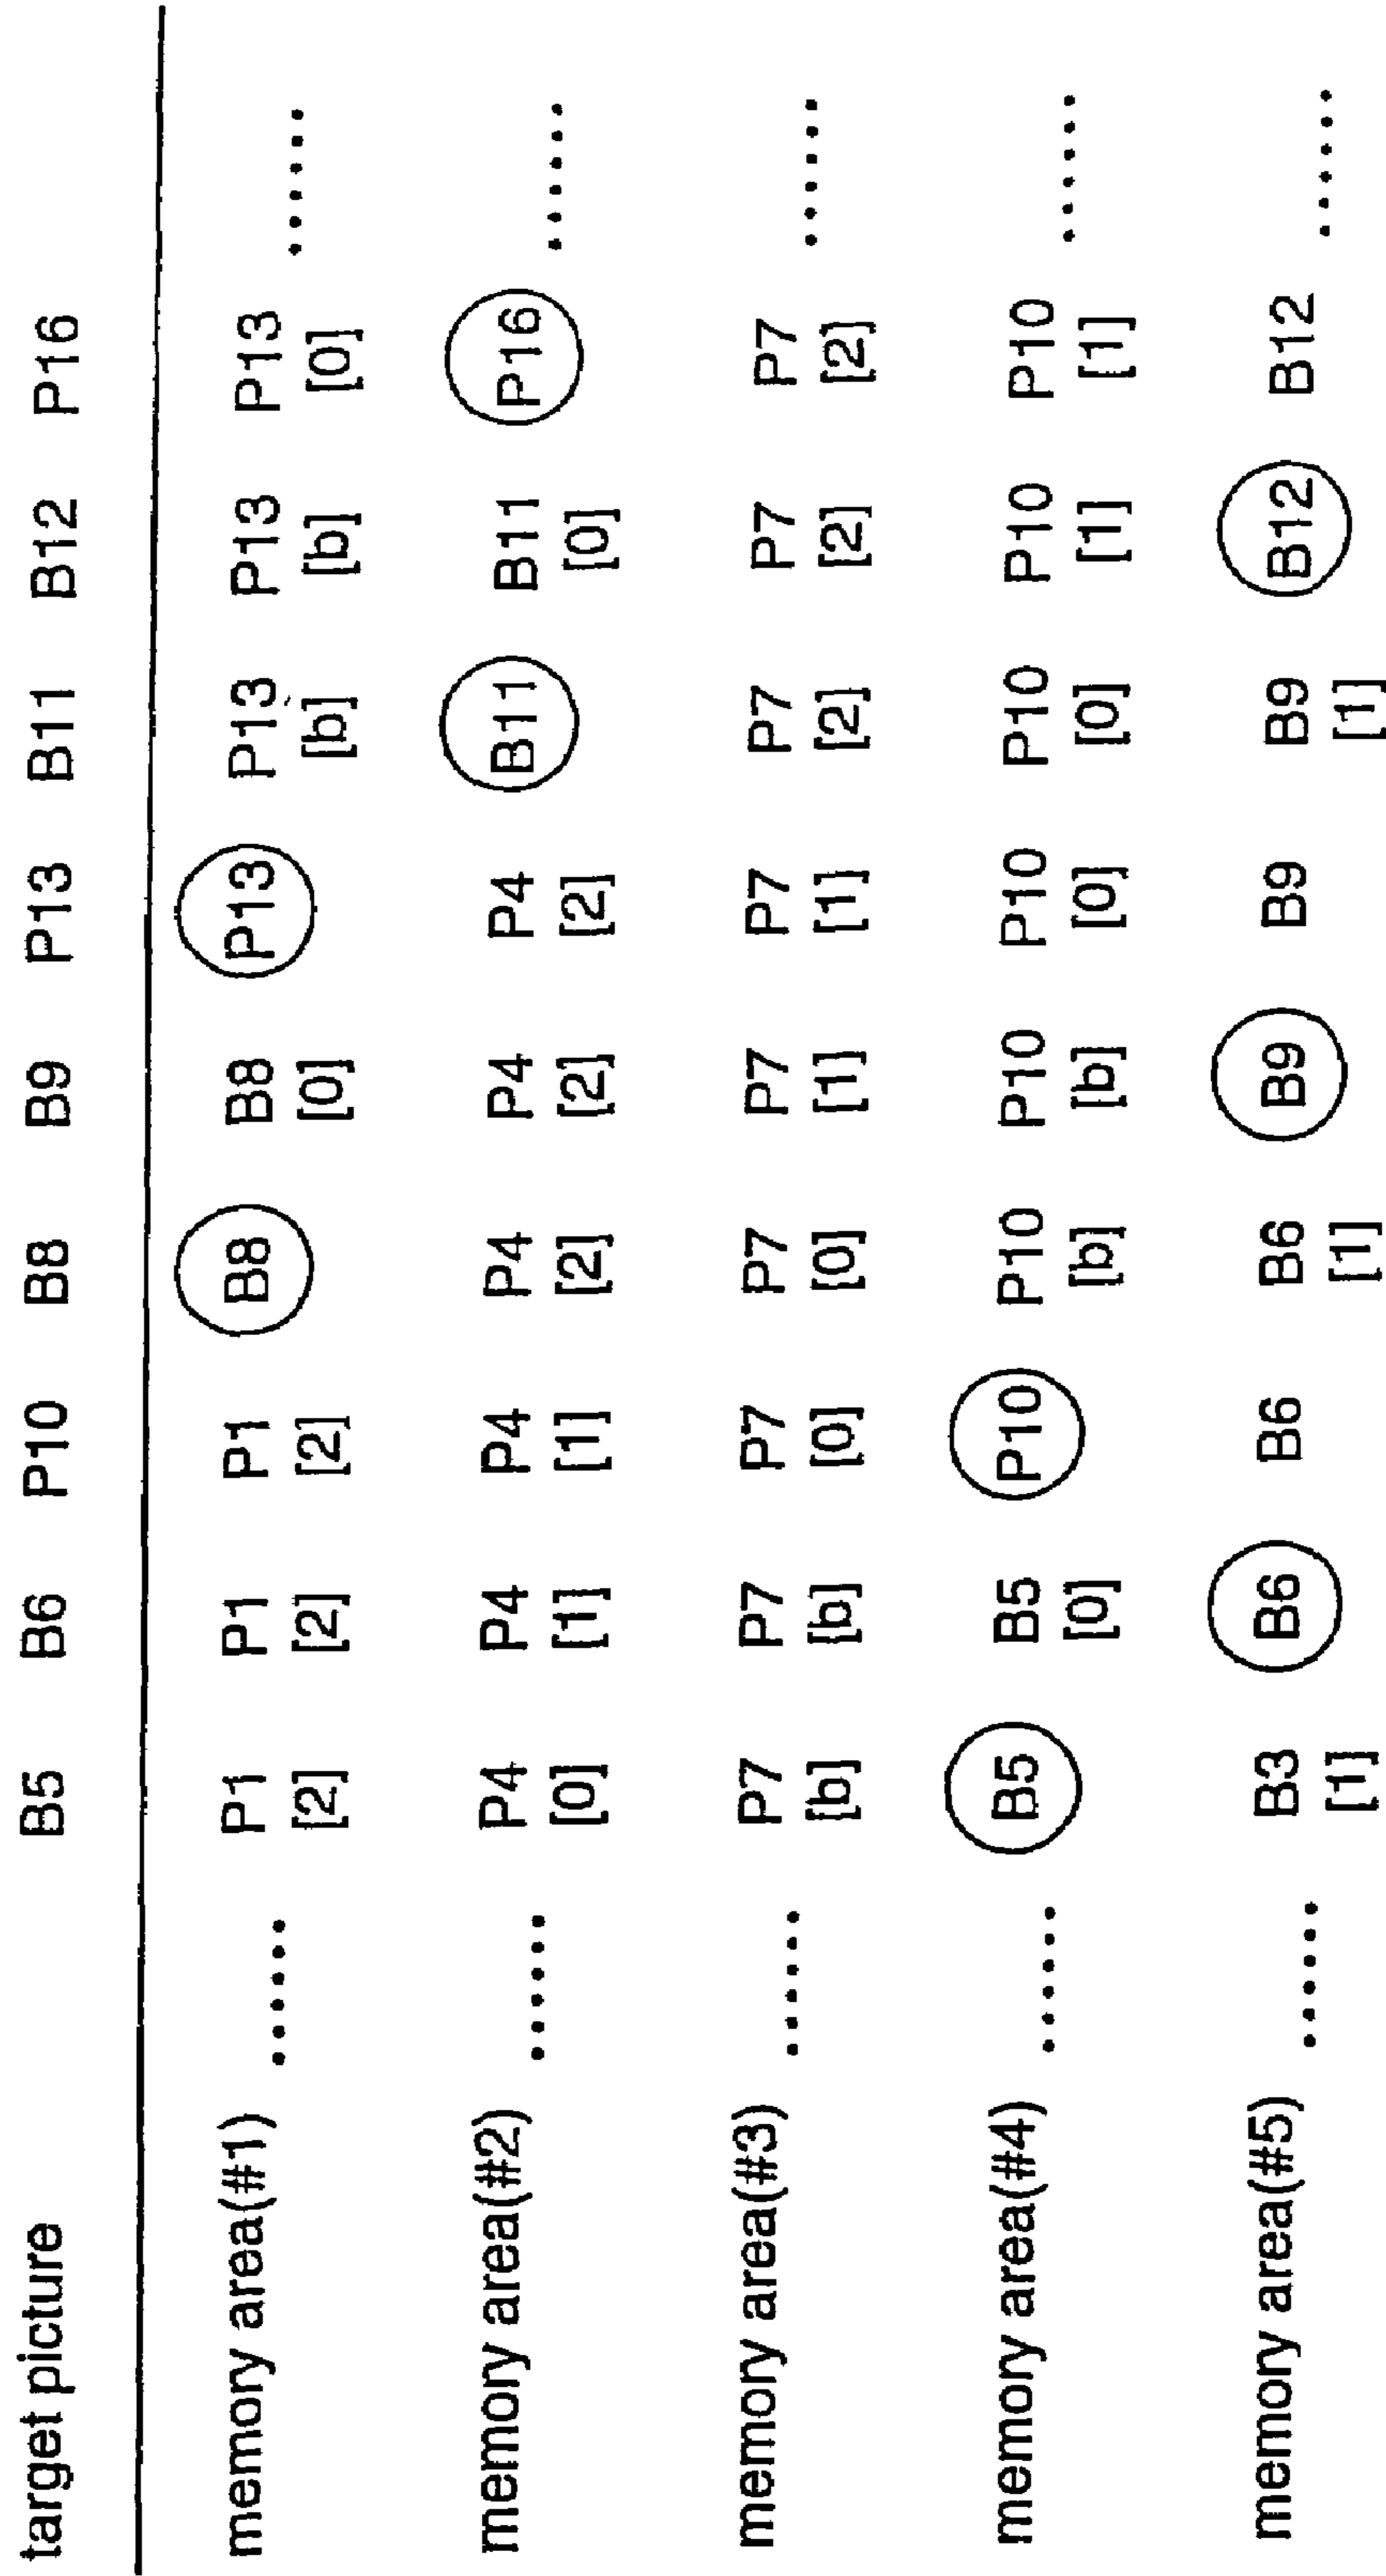 target picture B5 B6 P10 B8 B9 P13 B11 B12 P16
memory area(#1) ...... P1 P1 P1 B8 B8 P13 P13 P13 P13 ......
[2] [2] [2] [0] [b] [b] [0]
memory area(#2) ...... P4 P4 P4 P4 P4 P4 B11 B11 P16 ......
[0] [1] [1] [2] [2] [2] [0]
memory area(#3) ...... P7 P7 P7 P7 P7 P7 P7 P7 P7 ......
[b] [b] [0] [0] [1] [1] [2] [2] [2]
memory area(#4) ...... B5 B5 P10 P10 P10 P10 P10 P10 P10 ......
[0] [b] [b] [0] [0] [1] [1]
memory area(#5) ...... B3 B6 B6 B6 B9 B9 B9 B12 B12 ......
[1] [1] [1]